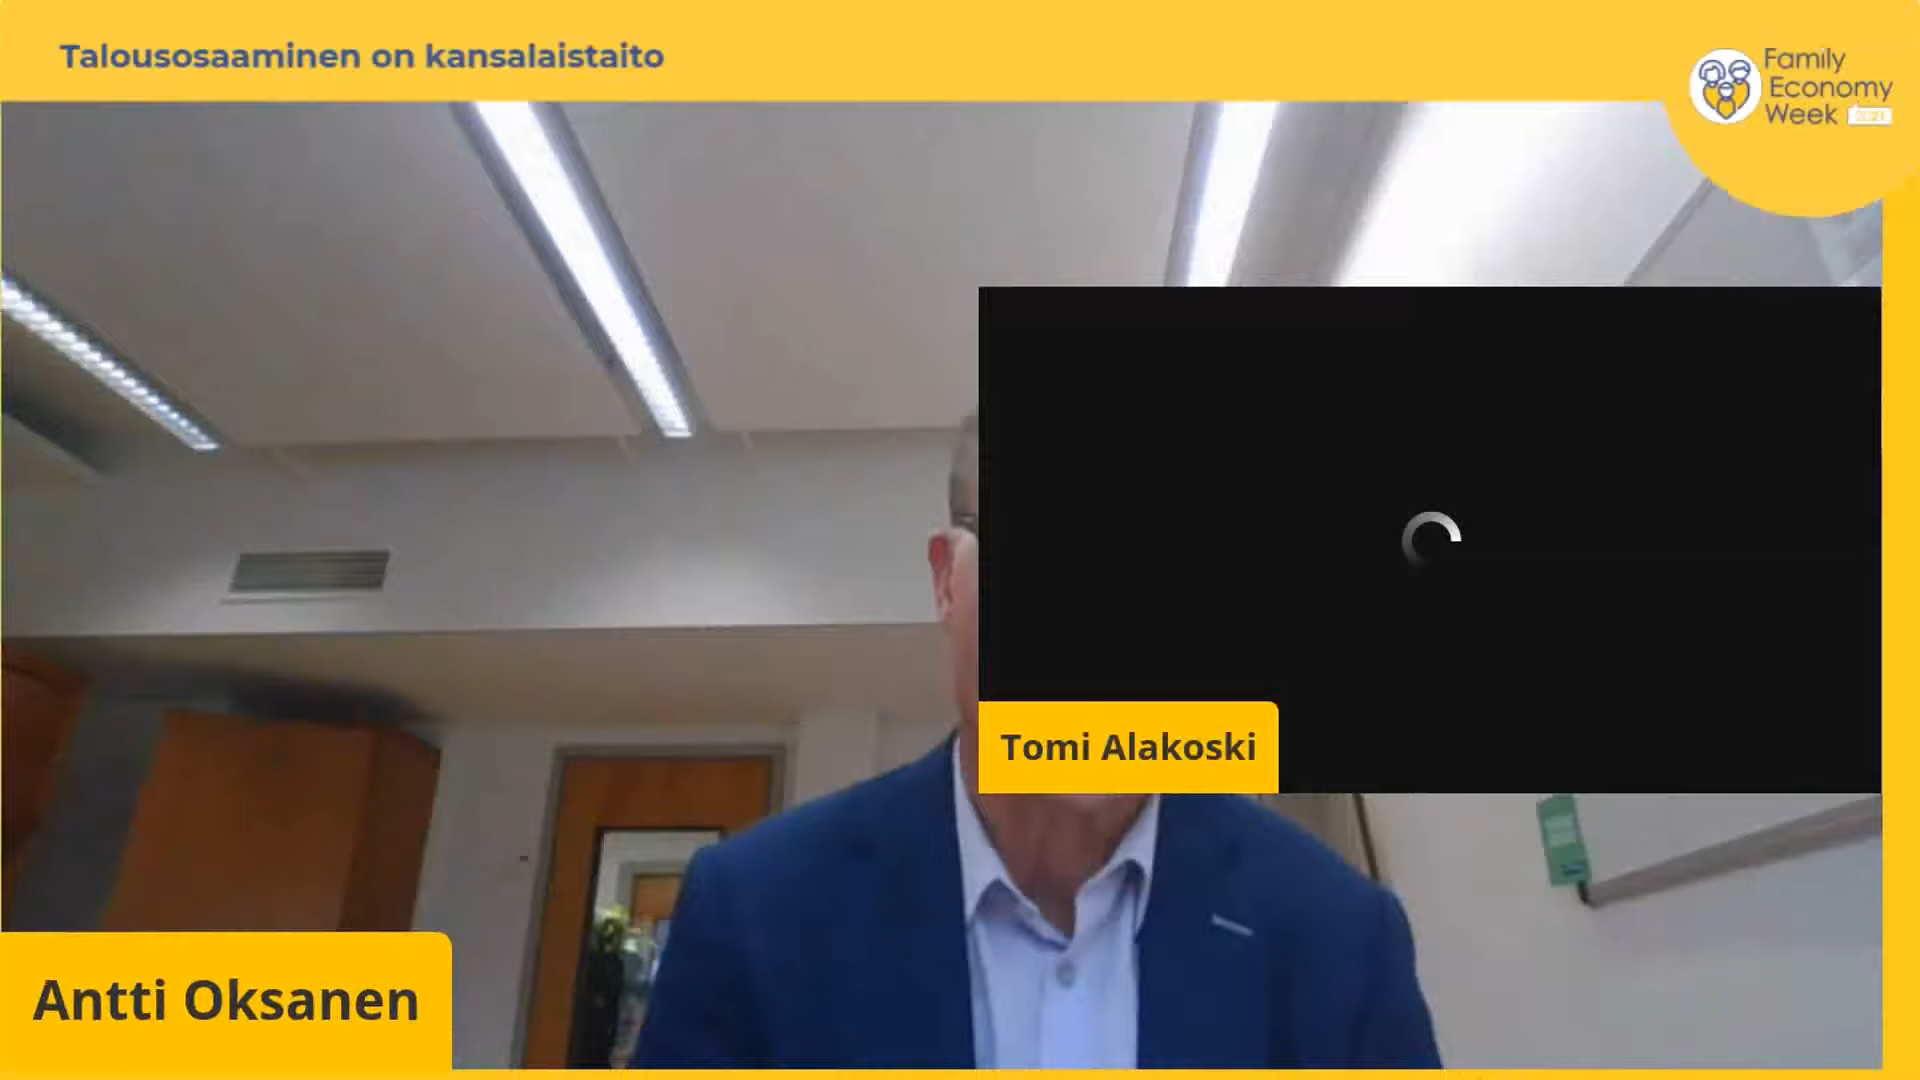 Talousosaaminen on kansalaistaito
Family
Economy
Week
Tomi Alakoski
Antti Oksanen